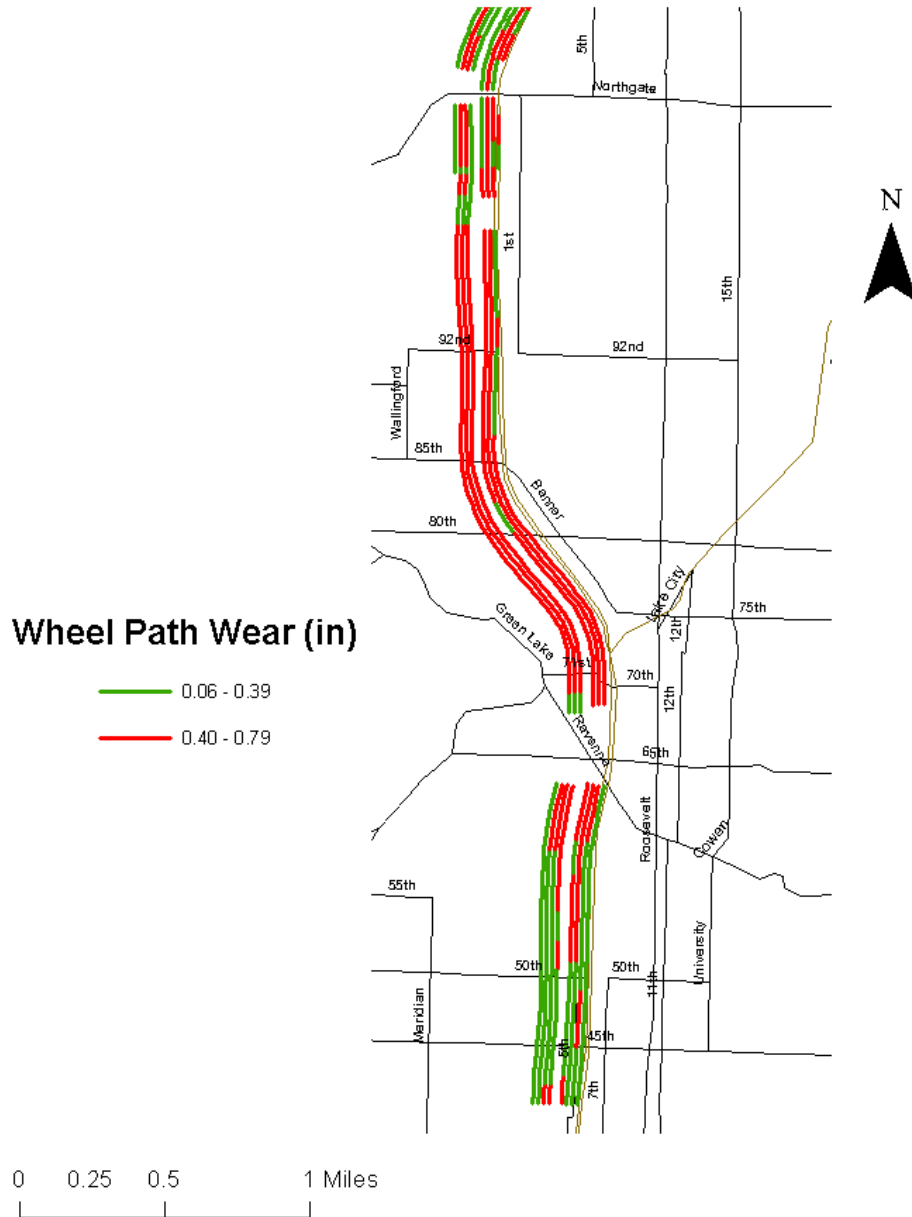 5th
Northgate
N
1st
15th
92nd
92nd
Wallingford
85th
Banner
80th
Lake City
75th
12th
Green Lake
Wheel Path Wear (in)
71st
70th
0.06 - 0.39
12th
0.40 - 0.79
Ravenna
65th
Roosevelt
Cowen
55th
University
50th
50th
11th
Meridian
45th
5th
7th
0 0.25 0.5 1 Miles